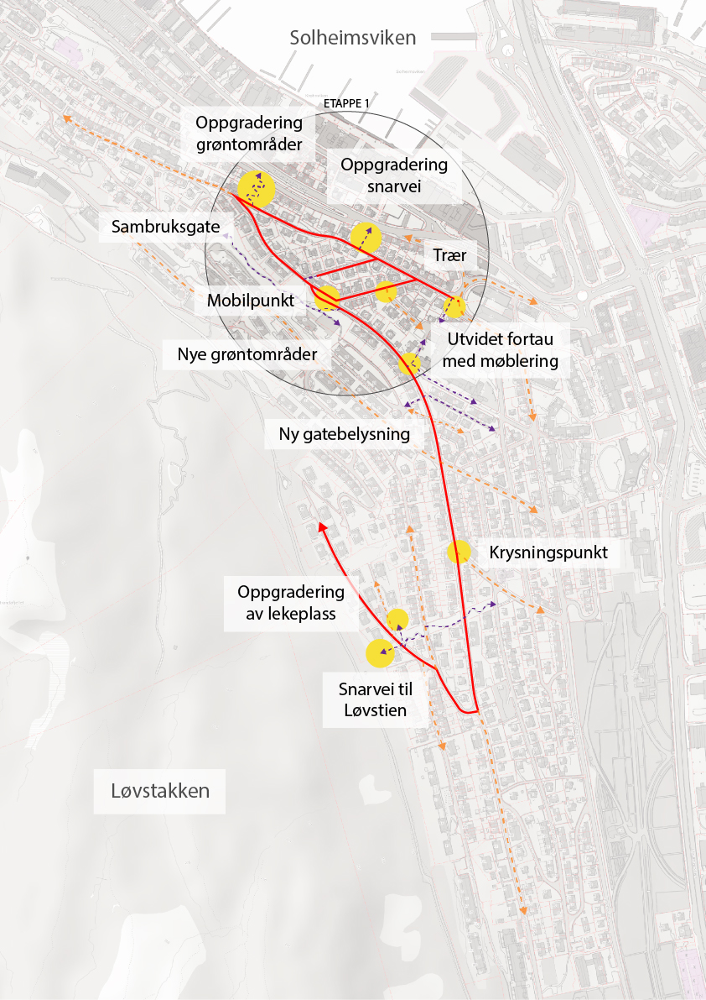 Solheimsviken
Solheimsviken
ETAPPE 1
Oppgradering
grøntområder
Oppgradering
snarvei
Sambruksgate
Trær
Mobilpunkt
Utvidet fortau
med møblering
Nye grøntområder
Ny gatebelysning
Krysningspunkt
Oppgradering
av lekeplass
Snarvei til
Løvstien
Løvstakken